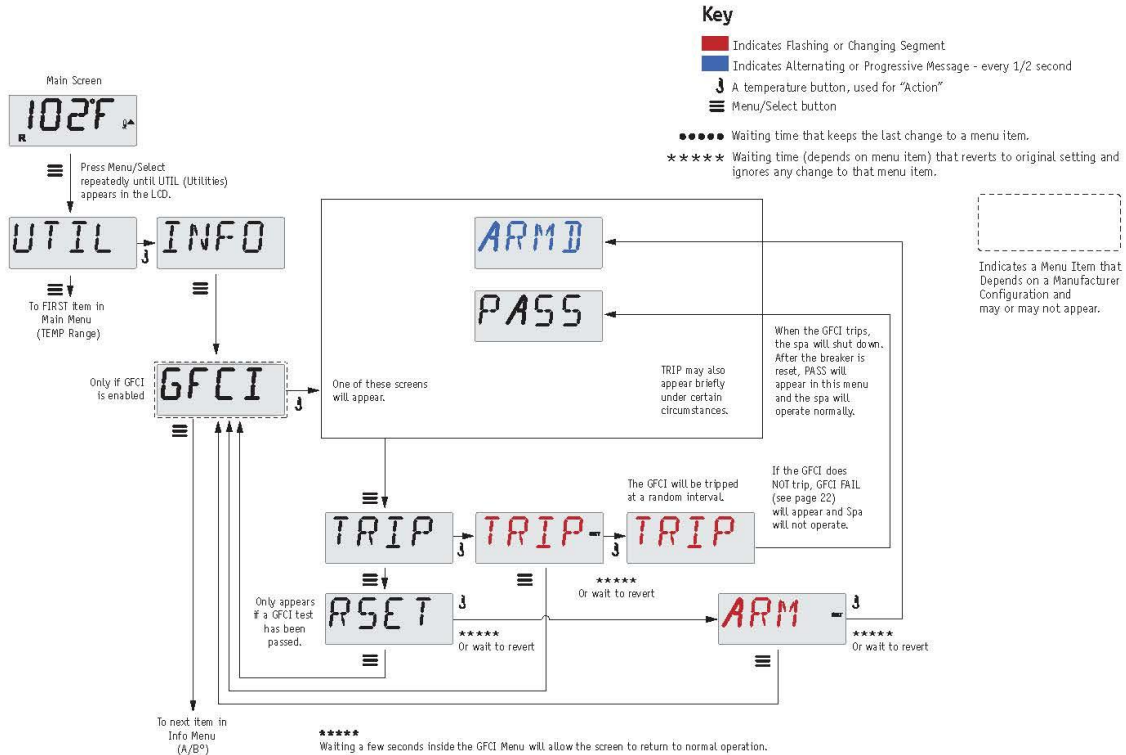 Key
Indicates Flashing or Changing Segment
Indicates Alternating or Progressive Message - every 1/2 second
A temperature button, used for "Action"
Menu/Select button
••••• Waiting time that keeps the last change to a menu item.
***** Waiting time (depends on menu item) that reverts to original setting and
ignores any change to that menu item.
Indicates a Menu Item that
Depends on a Manufacturer
Configuration and
may or may not appear.
Main Screen
102°F
R
Press Menu/Select
repeatedly until UTIL (Utilities)
appears in the LCD.
UTIL
INFO
To FIRST item in
Main Menu
(TEMP Range)
Only if GFCI
is enabled
GFCI
One of these screens
will appear.
ARMD
PASS
TRIP may also
appear briefly
under certain
circumstances.
When the GFCI trips,
the spa will shut down.
After the breaker is
reset, PASS will
appear in this menu
and the spa will
operate normally.
If the GFCI does
NOT trip, GFCI FAIL
(see page 22)
will appear and Spa
will not operate.
The GFCI will be tripped
at a random interval.
TRIP
TRIP
TRIP
*****
Or wait to revert
Only appears
if a GFCI test
has been
passed.
RSET
*****
Or wait to revert
ARM
*****
Or wait to revert
To next item in
Info Menu
(A/B°)
*****
Waiting a few seconds inside the GFCI Menu will allow the screen to return to normal operation.